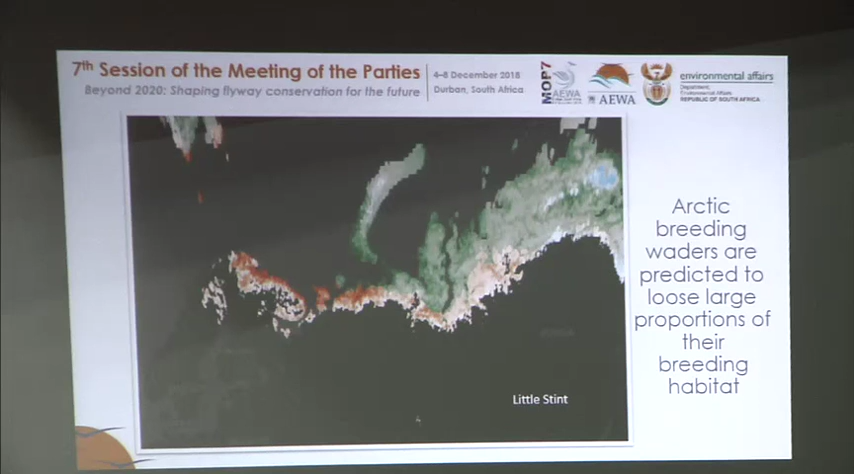 7th Session of the Meeting of the Parties
Beyond 2020: Shaping flyway conservation for the future
4–8 December 2018
Durban, South Africa
MOP7
AEWA
AEWA
environmental affairs
Department:
Environmental Affairs
REPUBLIC OF SOUTH AFRICA
Arctic
breeding
waders are
predicted to
loose large
proportions of
their
breeding
habitat
Little Stint